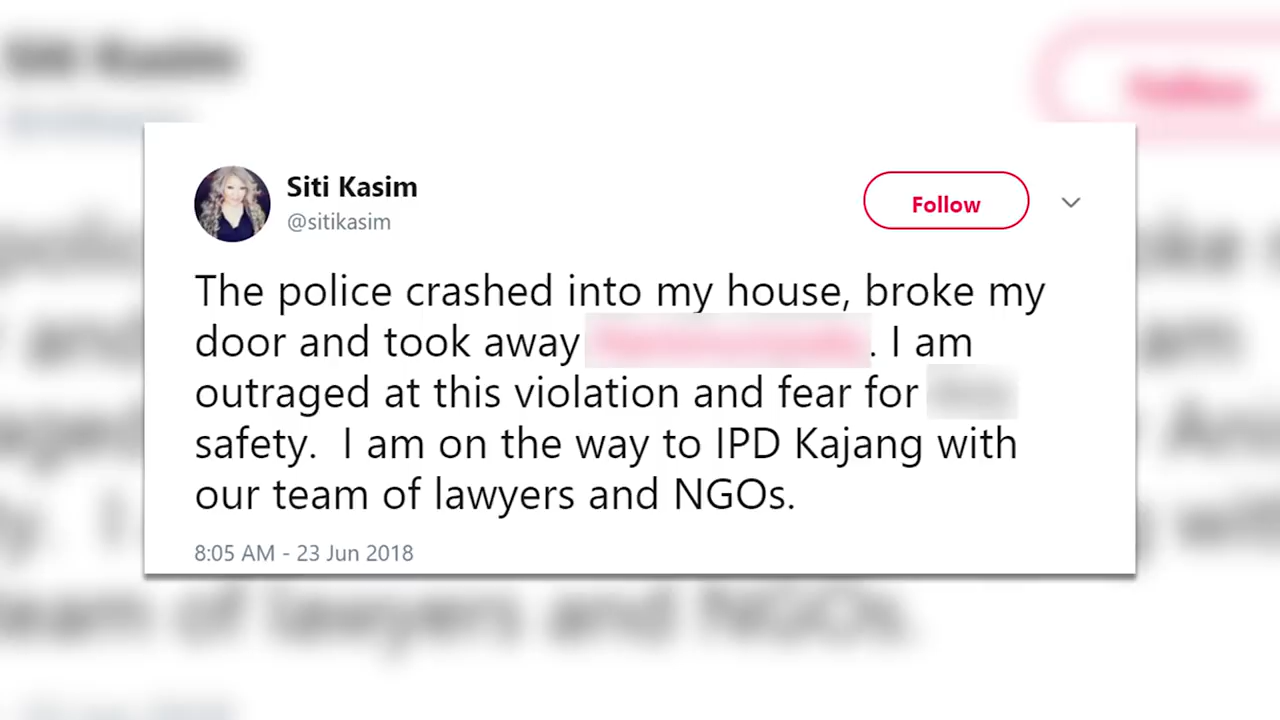 Siti Kasim
@sitikasim
Follow
The police crashed into my house, broke my
door and took away . I am
outraged at this violation and fear for
safety. I am on the way to IPD Kajang with
our team of lawyers and NGOs.
8:05 AM - 23 Jun 2018